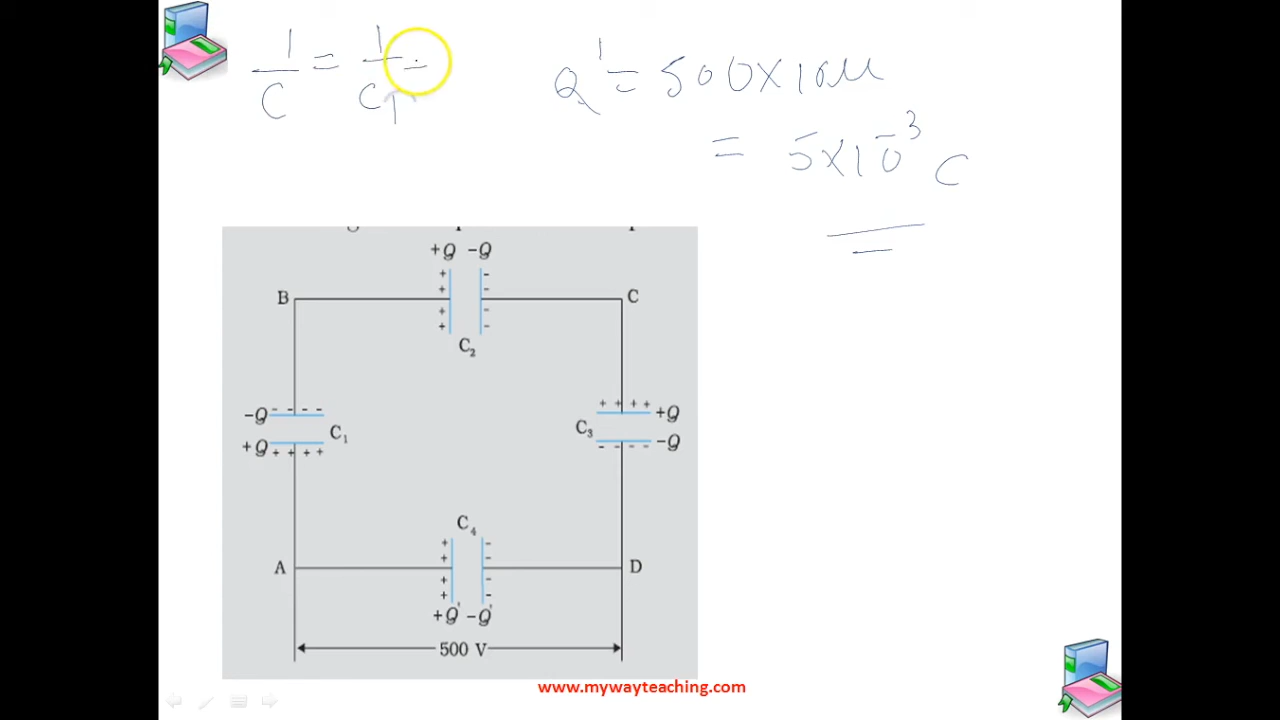 1/C = 1/C1 =
Q' = 500×10μ
= 5×10⁻³ C
+Q -Q
B
C
C₂
-Q
+Q
C₁
C₃
+Q
-Q
C₄
A
D
+Q' -Q'
500 V
www.mywayteaching.com